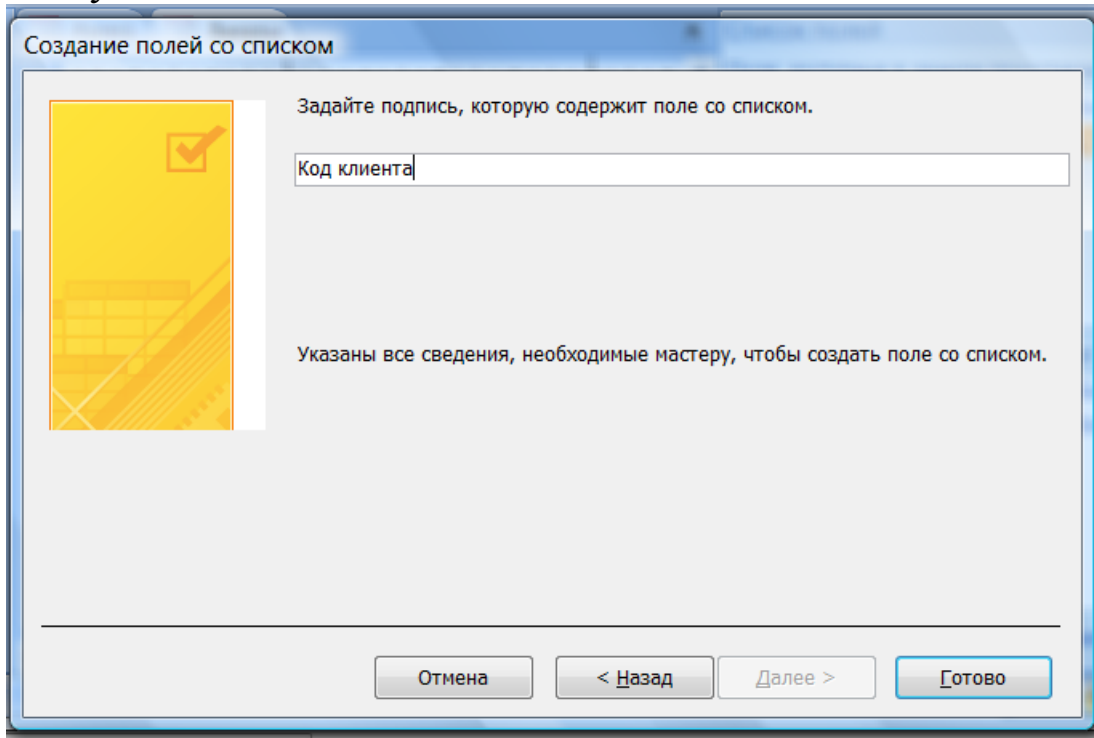 Создание полей со списком
Задайте подпись, которую содержит поле со списком.
Код клиента
Указаны все сведения, необходимые мастеру, чтобы создать поле со списком.
Отмена
< Назад
Далее >
Готово